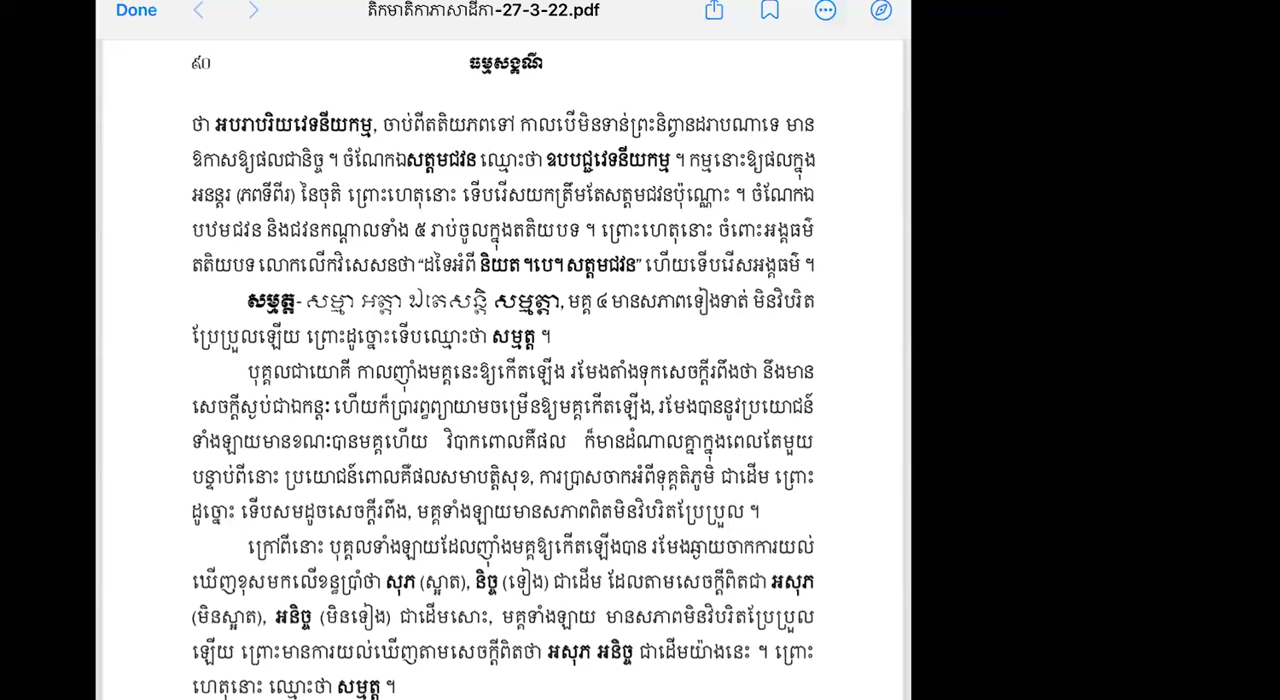 Done តិកមាតិកាភាសាដីកា-27-3-22.pdf
៩០ ធម្មសង្គណី
ថា អបរាបរិយវេទនីយកម្ម, ចាប់ពីតតិយភពទៅ កាលបើមិនទាន់ព្រះនិព្វានដរាបណាទេ មាន
ឱកាសឱ្យផលជានិច្ច ។ ចំណែកឯសត្តមជវន ឈ្មោះថា ឧបបជ្ជវេទនីយកម្ម ។ កម្មនោះឱ្យផលក្នុង
អនន្តរ (ភពទីពីរ) នៃចុតិ ព្រោះហេតុនោះ ទើបរើសយកត្រឹមតែសត្តមជវនប៉ុណ្ណោះ ។ ចំណែកឯ
បឋមជវន និងជវនកណ្ដាលទាំង ៥ រាប់ចូលក្នុងតតិយបទ ។ ព្រោះហេតុនោះ ចំពោះអង្គធម៌
តតិយបទ លោកលើកវិសេសនថា “ដទៃអំពី និយត ។បេ។ សត្តមជវន” ហើយទើបរើសអង្គធម៌ ។
សម្មត្ត- សម្មា អត្ថា ឯតេសន្តិ សម្មត្តា, មគ្គ ៤ មានសភាពទៀងទាត់ មិនវិបរិត
ប្រែប្រួលឡើយ ព្រោះដូច្នោះទើបឈ្មោះថា សម្មត្ត ។
បុគ្គលជាយោគី កាលញ៉ាំងមគ្គនេះឱ្យកើតឡើង រមែងតាំងទុកសេចក្ដីរពឹងថា នឹងមាន
សេចក្ដីស្ងប់ជាឯកន្តៈ ហើយក៏ប្រារព្ធព្យាយាមចម្រើនឱ្យមគ្គកើតឡើង, រមែងបាននូវប្រយោជន៍
ទាំងឡាយមានខណៈបានមគ្គហើយ វិបាកពោលគឺផល ក៏មានដំណាលគ្នាក្នុងពេលតែមួយ
បន្ទាប់ពីនោះ ប្រយោជន៍ពោលគឺផលសមាបត្តិសុខ, ការប្រាសចាកអំពីទុគ្គតិភូមិ ជាដើម ព្រោះ
ដូច្នោះ ទើបសមដូចសេចក្ដីរពឹង, មគ្គទាំងឡាយមានសភាពពិតមិនវិបរិតប្រែប្រួល ។
ក្រៅពីនោះ បុគ្គលទាំងឡាយដែលញ៉ាំងមគ្គឱ្យកើតឡើងបាន រមែងឆ្ងាយចាកការយល់
ឃើញខុសមកលើខន្ធប្រាំថា សុភ (ស្អាត), និច្ច (ទៀង) ជាដើម ដែលតាមសេចក្ដីពិតជា អសុភ
(មិនស្អាត), អនិច្ច (មិនទៀង) ជាដើមសោះ, មគ្គទាំងឡាយ មានសភាពមិនវិបរិតប្រែប្រួល
ឡើយ ព្រោះមានការយល់ឃើញតាមសេចក្ដីពិតថា អសុភ អនិច្ច ជាដើមយ៉ាងនេះ ។ ព្រោះ
ហេតុនោះ ឈ្មោះថា សម្មត្ត ។